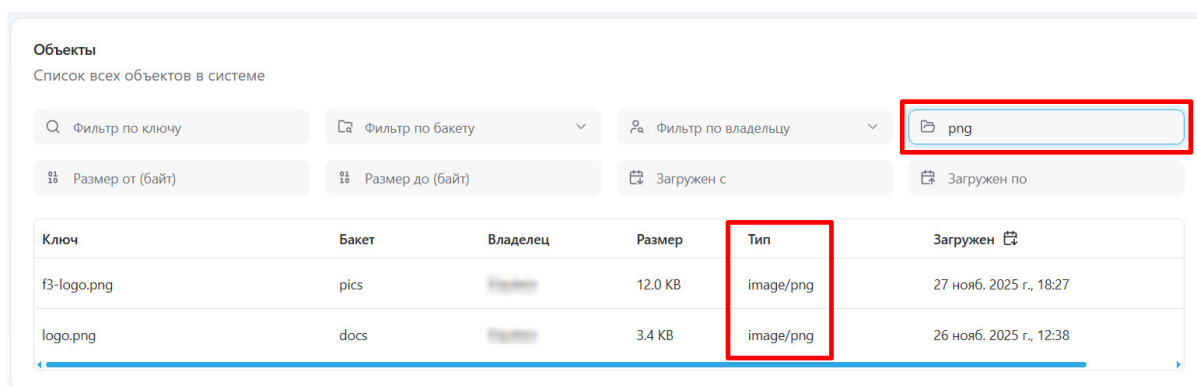 Объекты
Список всех объектов в системе
Фильтр по ключу Фильтр по бакету Фильтр по владельцу png
Размер от (байт) Размер до (байт) Загружен с Загружен по
Ключ Бакет Владелец Размер Тип Загружен
f3-logo.png pics 12.0 KB image/png 27 нояб. 2025 г., 18:27
logo.png docs 3.4 KB image/png 26 нояб. 2025 г., 12:38